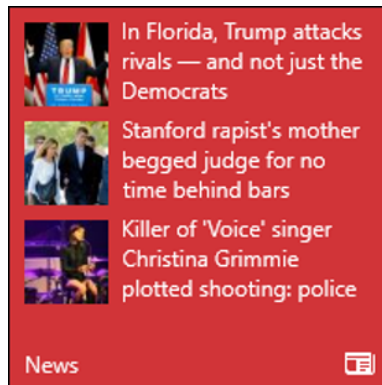 In Florida, Trump attacks
rivals — and not just the
Democrats
Stanford rapist's mother
begged judge for no
time behind bars
Killer of 'Voice' singer
Christina Grimmie
plotted shooting: police
News